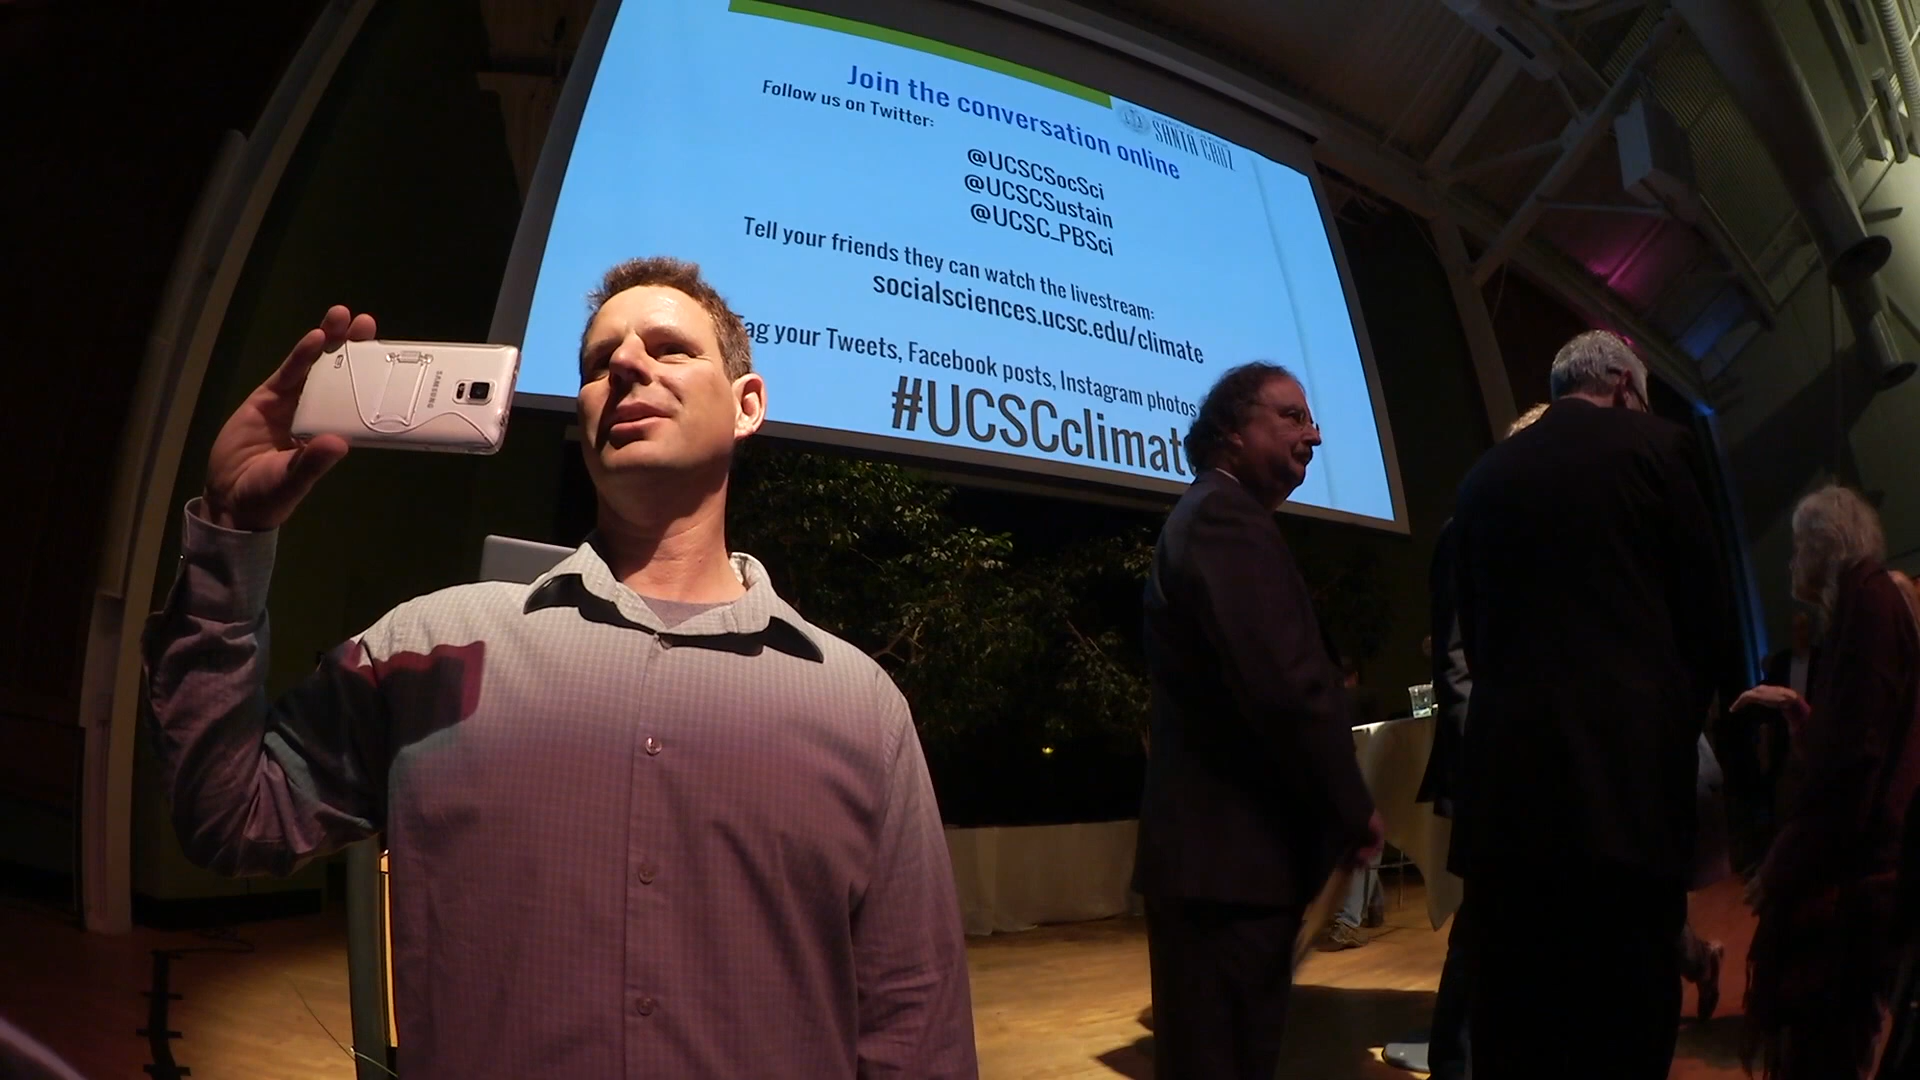 Join the conversation online
Follow us on Twitter:
SANTA CRUZ
@UCSCSocSci
@UCSCSustain
@UCSC_PBSci
Tell your friends they can watch the livestream:
socialsciences.ucsc.edu/climate
ag your Tweets, Facebook posts, Instagram photos
#UCSCclimat
SAMSUNG